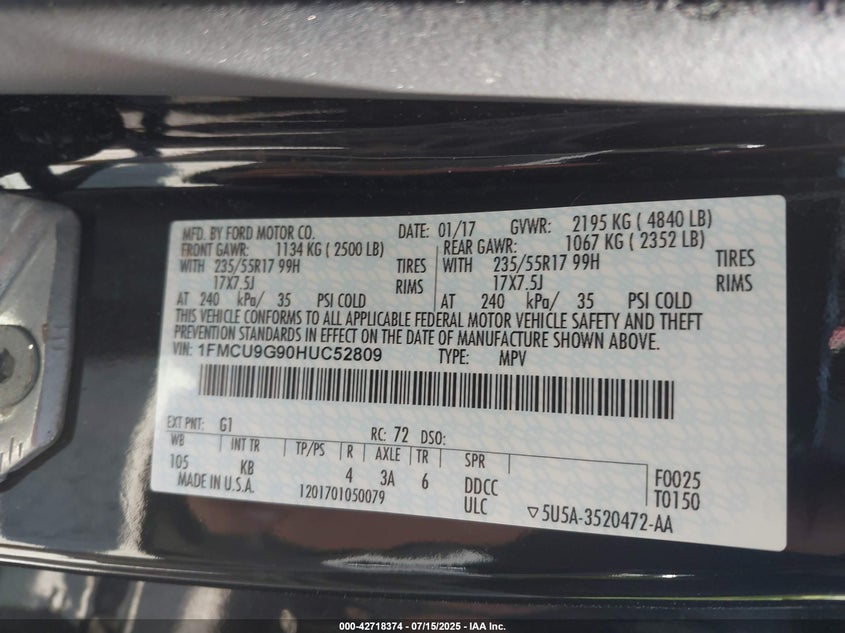 MFD. BY FORD MOTOR CO. DATE: 01/17 GVWR: 2195 KG ( 4840 LB)
FRONT GAWR: 1134 KG ( 2500 LB) REAR GAWR: 1067 KG ( 2352 LB)
WITH 235/55R17 99H TIRES WITH 235/55R17 99H TIRES
17X7.5J RIMS 17X7.5J RIMS
AT 240 kPa/ 35 PSI COLD AT 240 kPa/ 35 PSI COLD
THIS VEHICLE CONFORMS TO ALL APPLICABLE FEDERAL MOTOR VEHICLE SAFETY AND THEFT
PREVENTION STANDARDS IN EFFECT ON THE DATE OF MANUFACTURE SHOWN ABOVE.
VIN: 1FMCU9G90HUC52809 TYPE: MPV
EXT PNT: G1 RC: 72 DSO:
WB INT TR TP/PS R AXLE TR SPR
105 KB 4 3A 6 DDCC F0025
MADE IN U.S.A. 1201701050079 ULC T0150
▽5U5A-3520472-AA
000-42718374 / 07/15/2025 - IAA Inc.